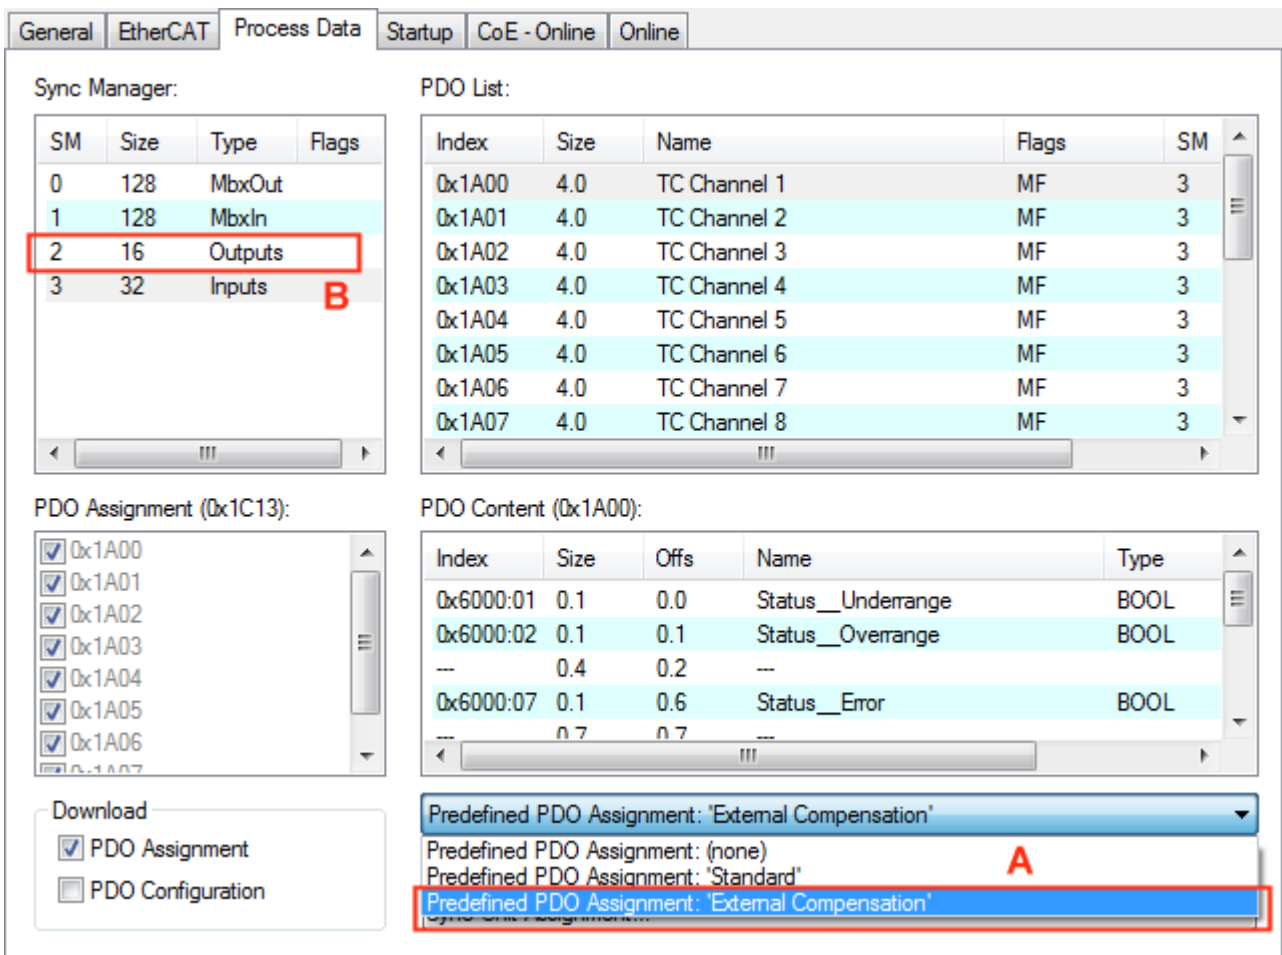 General EtherCAT Process Data Startup CoE - Online Online
Sync Manager:
SM Size Type Flags
0 128 MbxOut
1 128 MbxIn
2 16 Outputs
3 32 Inputs
B
PDO List:
Index Size Name Flags SM
0x1A00 4.0 TC Channel 1 MF 3
0x1A01 4.0 TC Channel 2 MF 3
0x1A02 4.0 TC Channel 3 MF 3
0x1A03 4.0 TC Channel 4 MF 3
0x1A04 4.0 TC Channel 5 MF 3
0x1A05 4.0 TC Channel 6 MF 3
0x1A06 4.0 TC Channel 7 MF 3
0x1A07 4.0 TC Channel 8 MF 3
PDO Assignment (0x1C13):
0x1A00
0x1A01
0x1A02
0x1A03
0x1A04
0x1A05
0x1A06
0x1A07
PDO Content (0x1A00):
Index Size Offs Name Type
0x6000:01 0.1 0.0 Status__Underrange BOOL
0x6000:02 0.1 0.1 Status__Overrange BOOL
--- 0.4 0.2 ---
0x6000:07 0.1 0.6 Status__Error BOOL
--- 0.7 0.7 ---
Download
PDO Assignment
PDO Configuration
Predefined PDO Assignment: 'External Compensation'
Predefined PDO Assignment: (none)
A
Predefined PDO Assignment: 'Standard'
Predefined PDO Assignment: 'External Compensation'
Sync Unit Assignment...